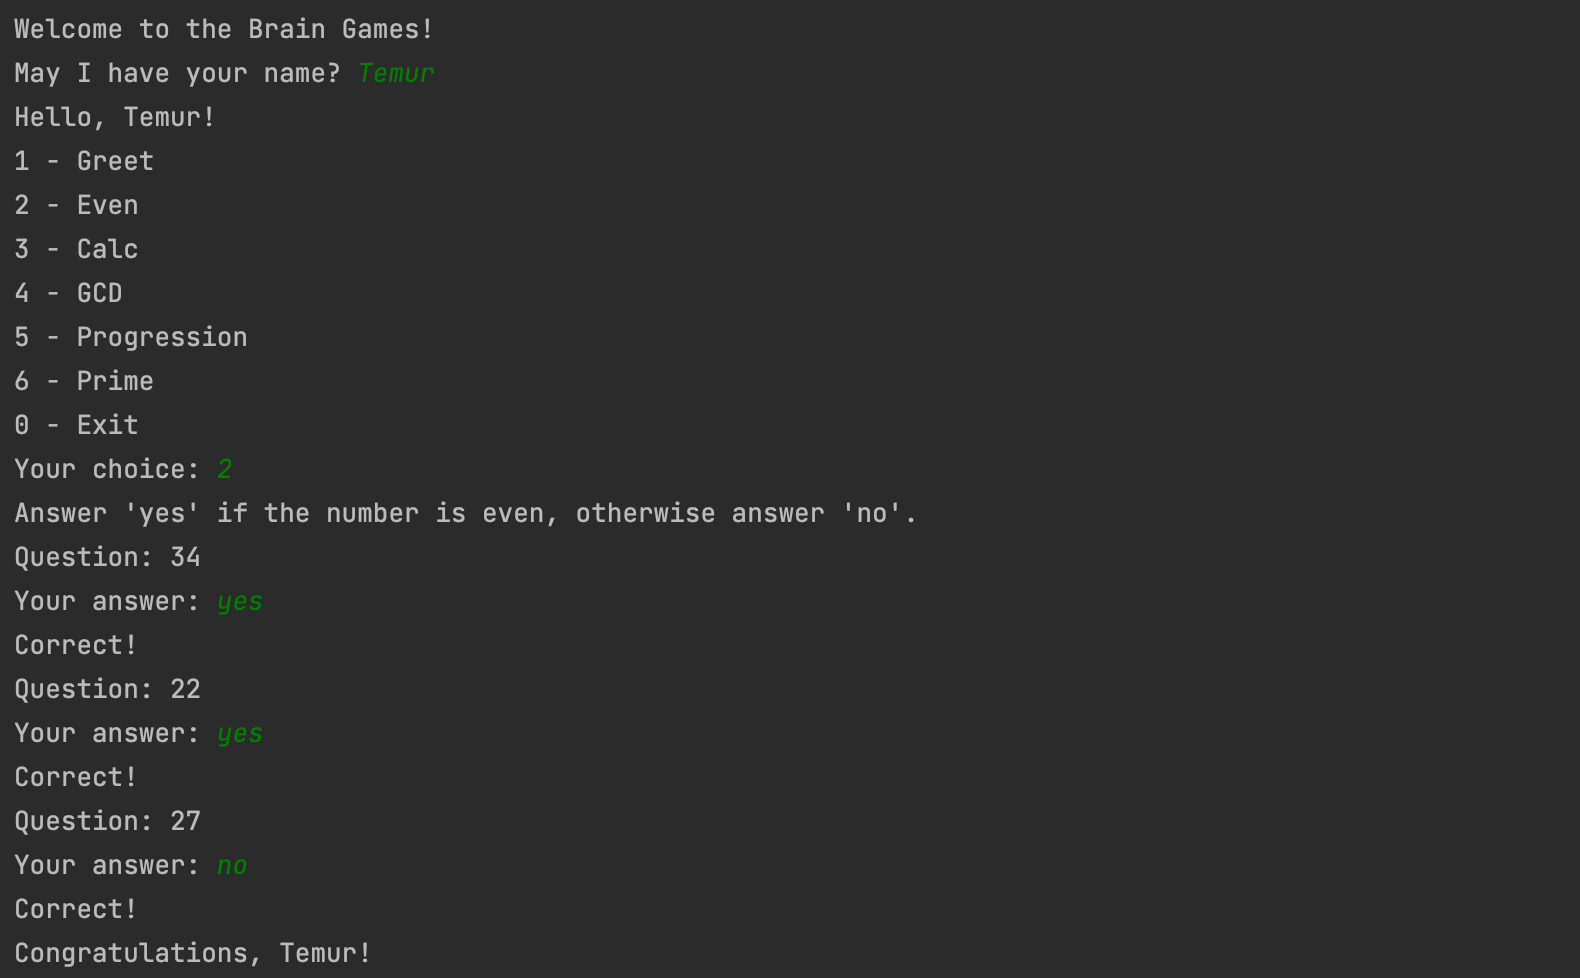 Welcome to the Brain Games!
May I have your name? Temur
Hello, Temur!
1 - Greet
2 - Even
3 - Calc
4 - GCD
5 - Progression
6 - Prime
0 - Exit
Your choice: 2
Answer 'yes' if the number is even, otherwise answer 'no'.
Question: 34
Your answer: yes
Correct!
Question: 22
Your answer: yes
Correct!
Question: 27
Your answer: no
Correct!
Congratulations, Temur!